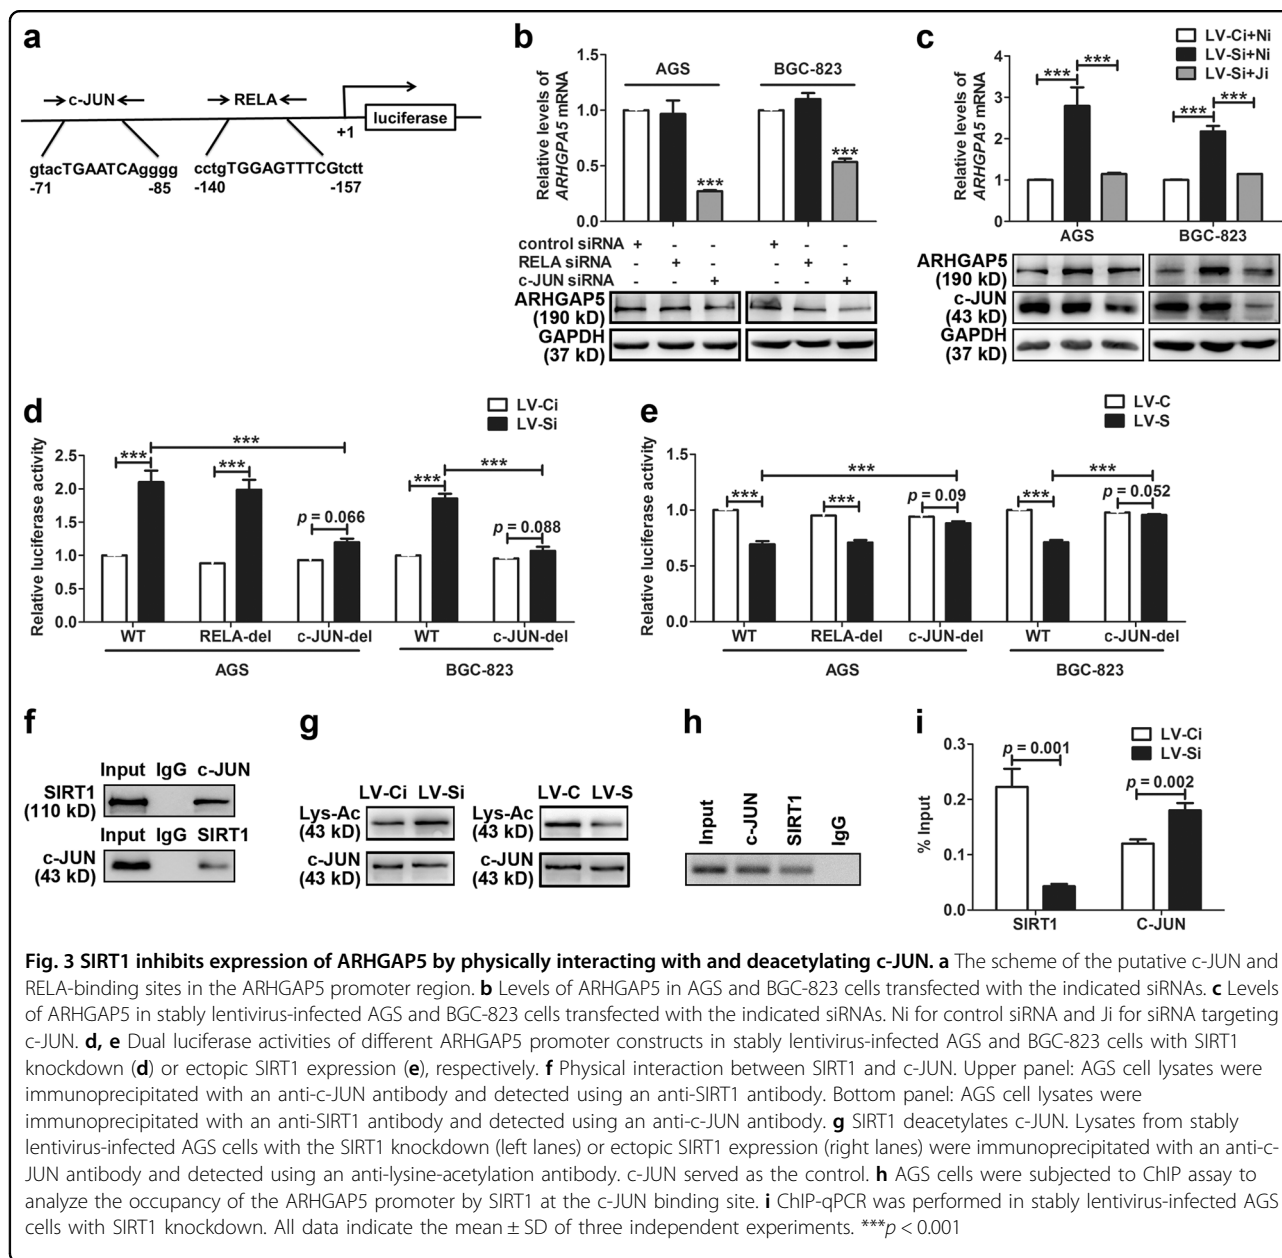 a
c-JUN
RELA
+1
luciferase
gtacTGAATCAgggg
-71 -85
cctgTGGAGTTTCGtctt
-140 -157
b
Relative levels of
ARHGPA5 mRNA
1.5
1.0
0.5
0.0
AGS
BGC-823
***
***
control siRNA + - - + - -
RELA siRNA - + - - + -
c-JUN siRNA - - + - - +
ARHGAP5
(190 kD)
GAPDH
(37 kD)
c
LV-Ci+Ni
LV-Si+Ni
LV-Si+Ji
Relative levels of
ARHGPA5 mRNA
4
3
2
1
0
*** ***
*** ***
AGS
BGC-823
ARHGAP5
(190 kD)
c-JUN
(43 kD)
GAPDH
(37 kD)
d
LV-Ci
LV-Si
Relative luciferase activity
2.5
2.0
1.5
1.0
0.5
0.0
***
*** *** *** ***
p = 0.066
p = 0.088
WT RELA-del c-JUN-del WT c-JUN-del
AGS
BGC-823
e
LV-C
LV-S
Relative luciferase activity
1.5
1.0
0.5
0.0
*** ***
*** *** p = 0.09 *** p = 0.052
WT RELA-del c-JUN-del WT c-JUN-del
AGS
BGC-823
f
Input IgG c-JUN
SIRT1
(110 kD)
Input IgG SIRT1
c-JUN
(43 kD)
g
LV-Ci LV-Si
Lys-Ac
(43 kD)
c-JUN
(43 kD)
LV-C LV-S
Lys-Ac
(43 kD)
c-JUN
(43 kD)
h
Input
c-JUN
SIRT1
IgG
i
LV-Ci
LV-Si
% Input
0.3
0.2
0.1
0.0
p = 0.001
p = 0.002
SIRT1
C-JUN
Fig. 3 SIRT1 inhibits expression of ARHGAP5 by physically interacting with and deacetylating c-JUN. a The scheme of the putative c-JUN and
RELA-binding sites in the ARHGAP5 promoter region. b Levels of ARHGAP5 in AGS and BGC-823 cells transfected with the indicated siRNAs. c Levels
of ARHGAP5 in stably lentivirus-infected AGS and BGC-823 cells transfected with the indicated siRNAs. Ni for control siRNA and Ji for siRNA targeting
c-JUN. d, e Dual luciferase activities of different ARHGAP5 promoter constructs in stably lentivirus-infected AGS and BGC-823 cells with SIRT1
knockdown (d) or ectopic SIRT1 expression (e), respectively. f Physical interaction between SIRT1 and c-JUN. Upper panel: AGS cell lysates were
immunoprecipitated with an anti-c-JUN antibody and detected using an anti-SIRT1 antibody. Bottom panel: AGS cell lysates were
immunoprecipitated with an anti-SIRT1 antibody and detected using an anti-c-JUN antibody. g SIRT1 deacetylates c-JUN. Lysates from stably
lentivirus-infected AGS cells with the SIRT1 knockdown (left lanes) or ectopic SIRT1 expression (right lanes) were immunoprecipitated with an anti-c-
JUN antibody and detected using an anti-lysine-acetylation antibody. c-JUN served as the control. h AGS cells were subjected to ChIP assay to
analyze the occupancy of the ARHGAP5 promoter by SIRT1 at the c-JUN binding site. i ChIP-qPCR was performed in stably lentivirus-infected AGS
cells with SIRT1 knockdown. All data indicate the mean ± SD of three independent experiments. ***p < 0.001